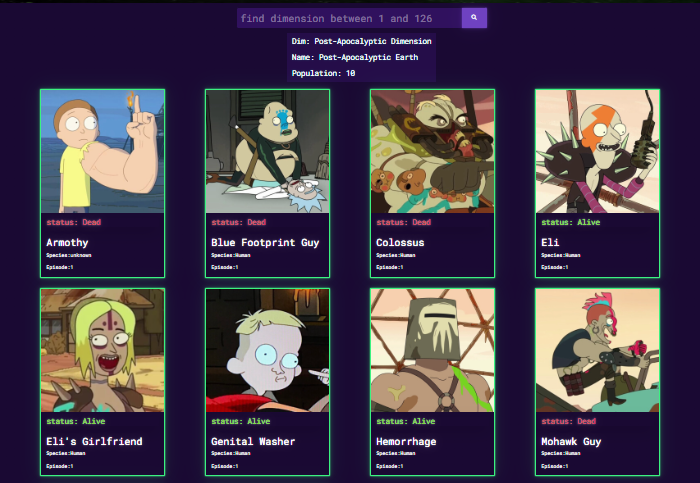 find dimension between 1 and 126
Dim: Post-Apocalyptic Dimension
Name: Post-Apocalyptic Earth
Population: 10
status: Dead
Armothy
Species:unknown
Episode:1
status: Dead
Blue Footprint Guy
Species:Human
Episode:1
status: Dead
Colossus
Species:Human
Episode:1
status: Alive
Eli
Species:Human
Episode:1
status: Alive
Eli's Girlfriend
Species:Human
Episode:1
status: Alive
Genital Washer
Species:Human
Episode:1
status: Alive
Hemorrhage
Species:Human
Episode:1
status: Dead
Mohawk Guy
Species:Human
Episode:1